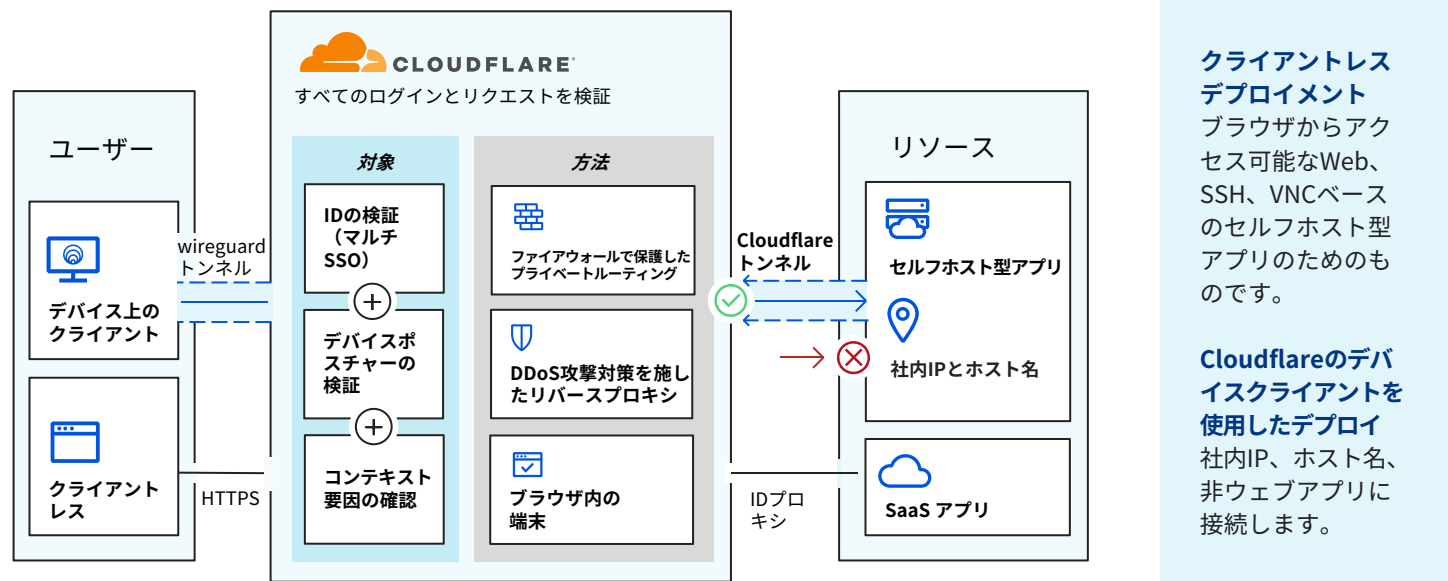 ユーザー
デバイス上の
クライアント
クライアント
レス
wireguard
トンネル
HTTPS
CLOUDFLARE
すべてのログインとリクエストを検証
対象
IDの検証
（マルチ
SSO）
デバイスポ
スチャーの
検証
コンテキスト
要因の確認
方法
ファイアウォールで保護した
プライベートルーティング
DDoS攻撃対策を施し
たリバースプロキシ
ブラウザ内の
端末
Cloudflare
トンネル
IDプロ
キシ
リソース
セルフホスト型アプリ
社内IPとホスト名
SaaS アプリ
クライアントレス
デプロイメント
ブラウザからアク
セス可能なWeb、
SSH、VNCベース
のセルフホスト型
アプリのためのも
のです。
Cloudflareのデバ
イスクライアントを
使用したデプロイ
社内IP、ホスト名、
非ウェブアプリに
接続します。